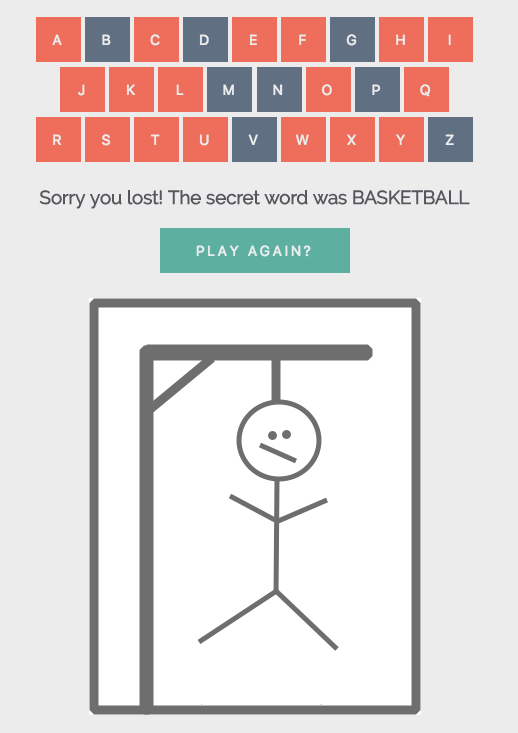 A B C D E F G H I
J K L M N O P Q
R S T U V W X Y Z
Sorry you lost! The secret word was BASKETBALL
PLAY AGAIN?